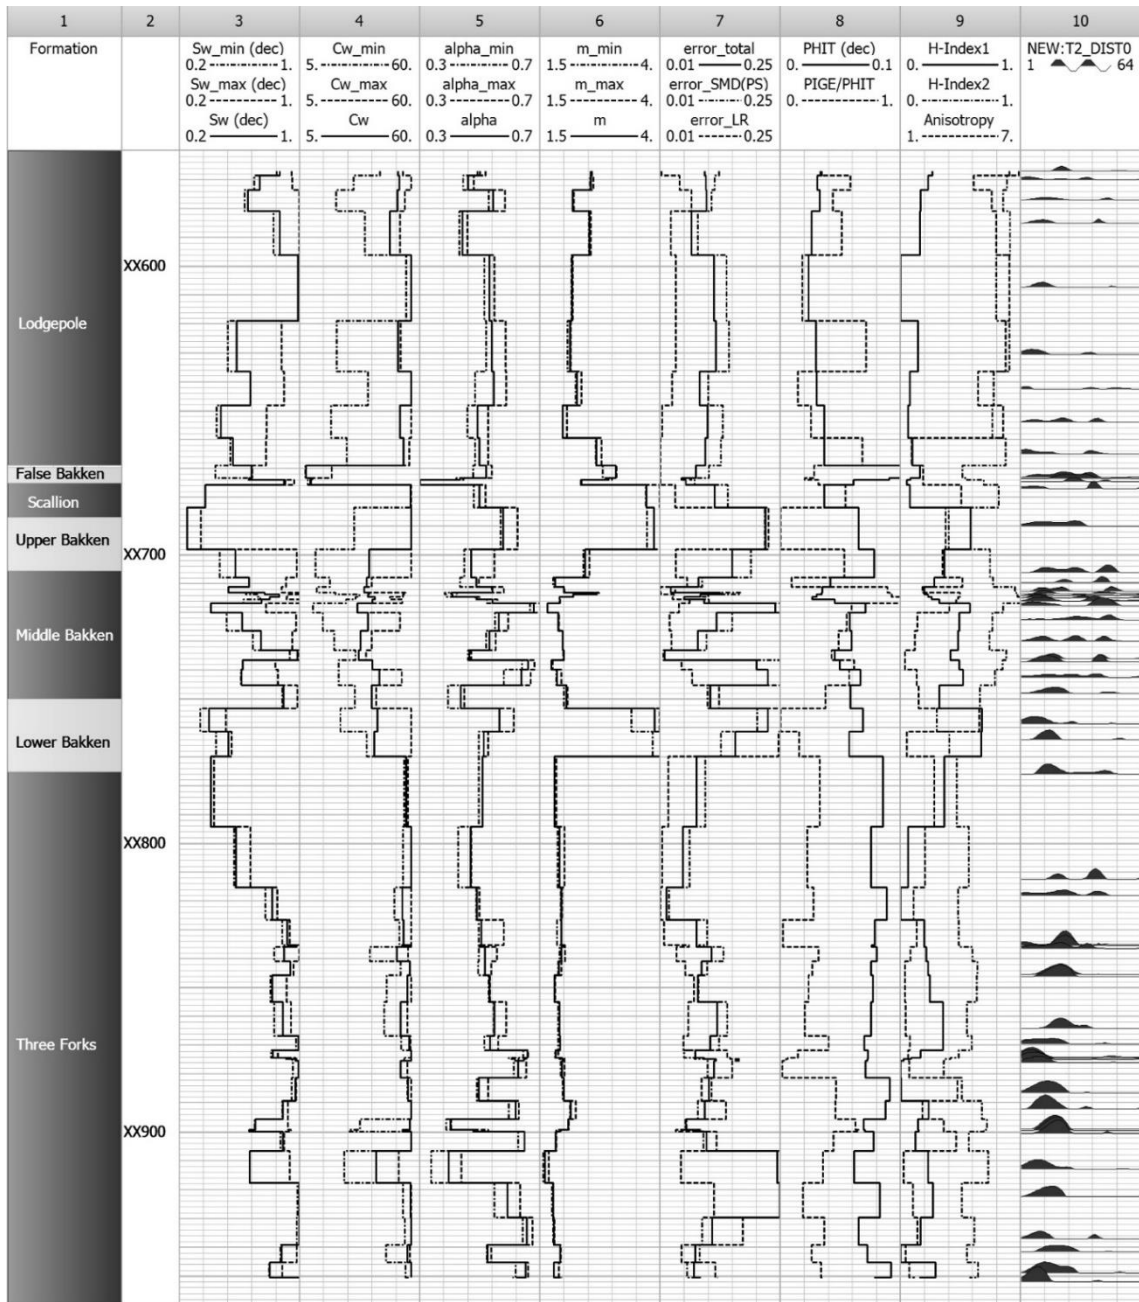 1 2 3 4 5 6 7 8 9 10
Formation Sw_min (dec) Cw_min alpha_min m_min error_total PHIT (dec) H-Index1 NEW:T2_DIST0
0.2 1. 5. 60. 0.3 0.7 1.5 4. 0.01 0.25 0. 0.1 0. 1. 1 64
Sw_max (dec) Cw_max alpha_max m_max error_SMD(PS) PIGE/PHIT H-Index2
0.2 1. 5. 60. 0.3 0.7 1.5 4. 0.01 0.25 0. 1. 0. 1.
Sw (dec) Cw alpha m error_LR Anisotropy
0.2 1. 5. 60. 0.3 0.7 1.5 4. 0.01 0.25 1. 7.
XX600
Lodgepole
False Bakken
Scallion
Upper Bakken
XX700
Middle Bakken
Lower Bakken
XX800
Three Forks
XX900